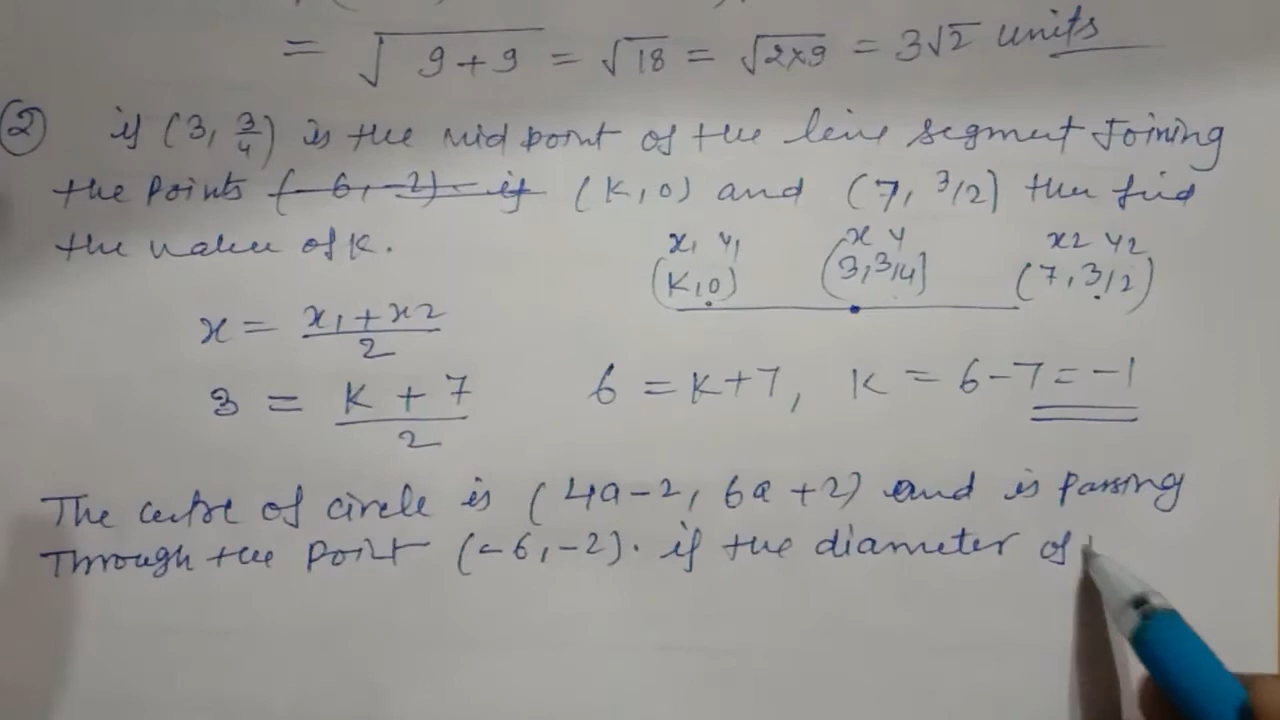 = √9+9 = √18 = √2×9 = 3√2 units
② if (3, 3/4) is the mid point of the line segment Joining
the Points (-6, -2) if (K, 0) and (7, 3/2) then find
the value of K.
x₁ y₁ x y x2 y2
(K, 0) (3, 3/4) (7, 3/2)
x = x₁ + x2 / 2
3 = K + 7 / 2 6 = K+7, K = 6-7 = -1
The centre of circle is (4a-2, 6a+2) and is passing
Through the Point (-6, -2). if the diameter of